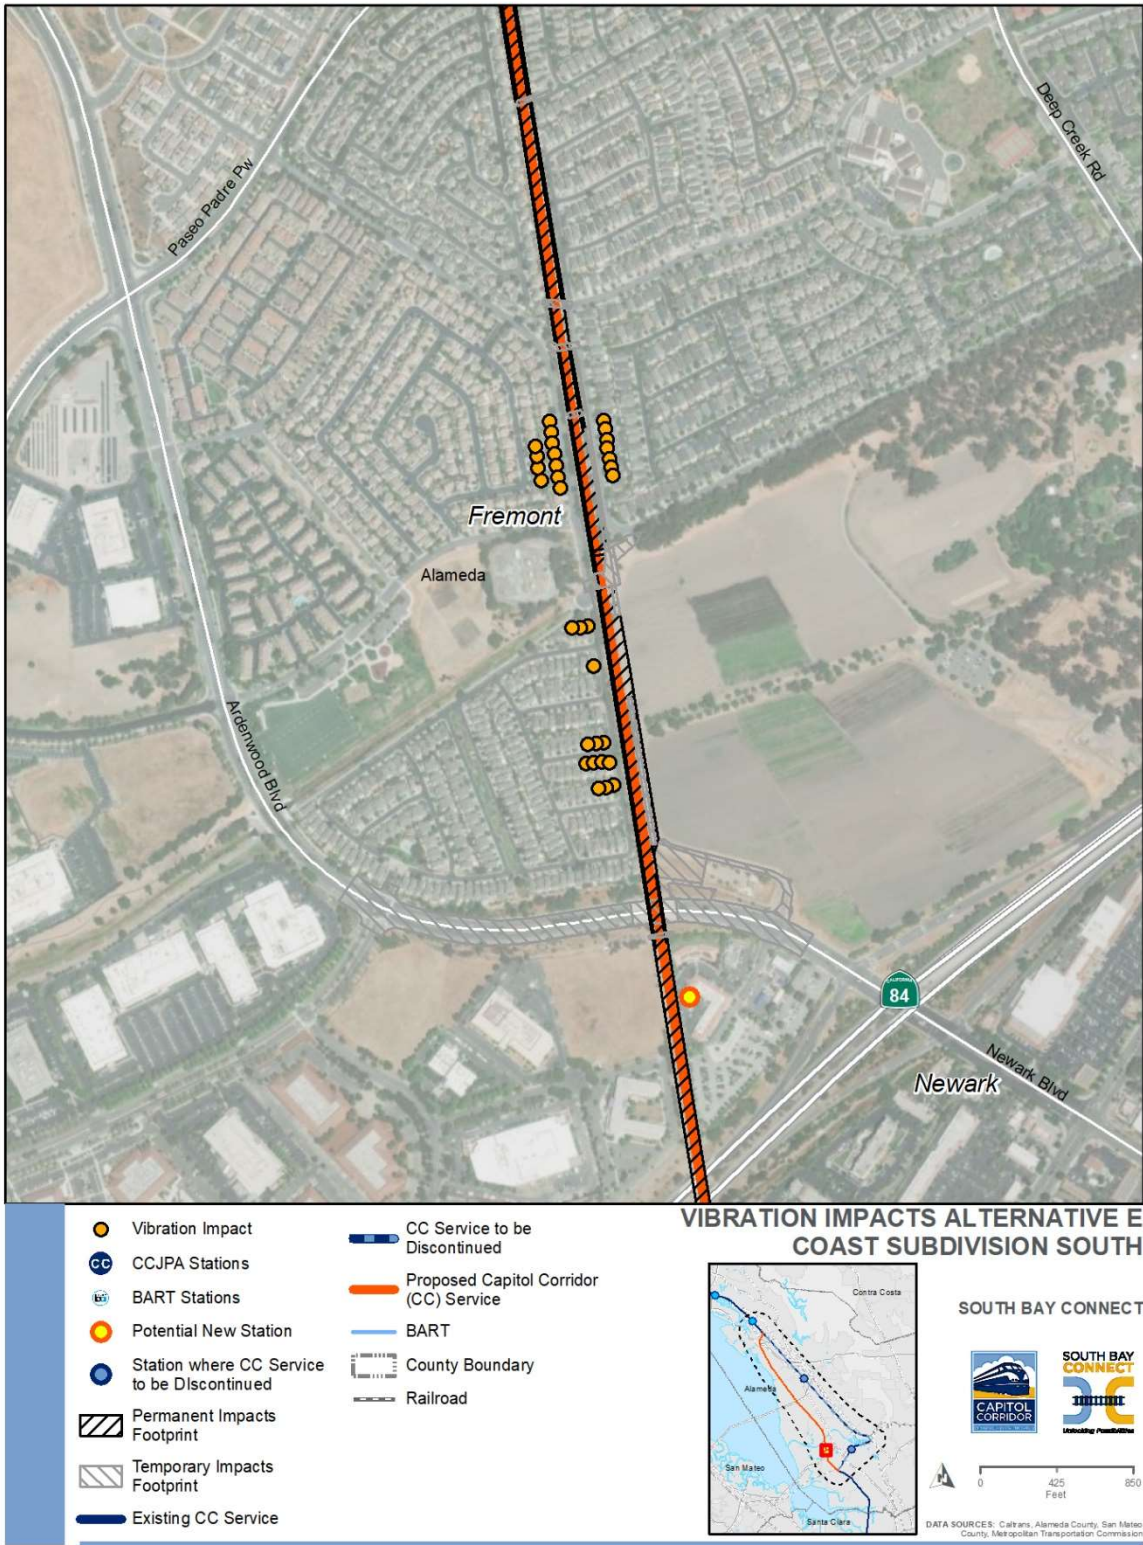 Deep Creek Rd
Paseo Padre Pw
Fremont
Alameda
Ardenwood Blvd
CALIFORNIA
84
Newark Blvd
Newark
Vibration Impact
CC
CCJPA Stations
BART Stations
Potential New Station
Station where CC Service
to be DIscontinued
Permanent Impacts
Footprint
Temporary Impacts
Footprint
Existing CC Service
CC Service to be
Discontinued
Proposed Capitol Corridor
(CC) Service
BART
County Boundary
Railroad
VIBRATION IMPACTS ALTERNATIVE E
COAST SUBDIVISION SOUTH
Contra Costa
Alameda
San Mateo
Santa Clara
SOUTH BAY CONNECT
CAPITOL
CORRIDOR
SOUTH BAY
CONNECT
Unlocking Possibilities
0 425 850
Feet
DATA SOURCES: Caltrans, Alameda County, San Mateo
County, Metropolitan Transportation Commission